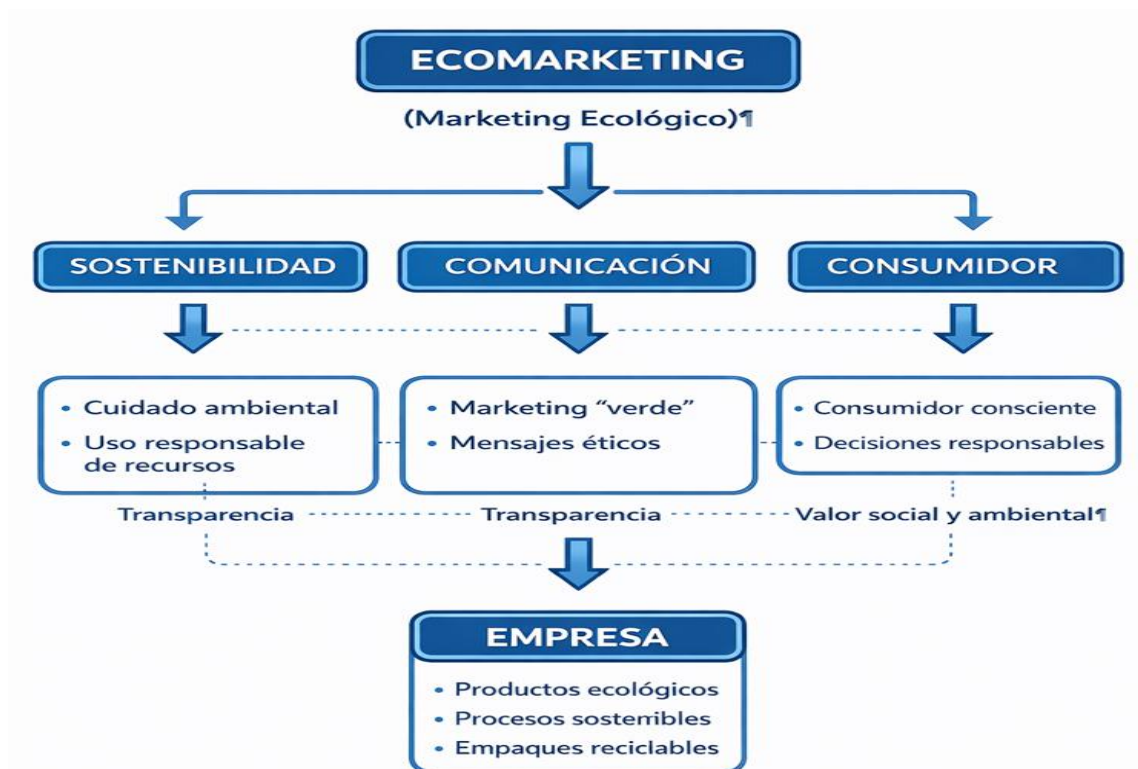 ECOMARKETING
(Marketing Ecológico)¶
SOSTENIBILIDAD
COMUNICACIÓN
CONSUMIDOR
• Cuidado ambiental
• Uso responsable
de recursos
• Marketing “verde”
• Mensajes éticos
• Consumidor consciente
• Decisiones responsables
Transparencia
Transparencia
Valor social y ambiental¶
EMPRESA
• Productos ecológicos
• Procesos sosterribles
• Empaques reciclables